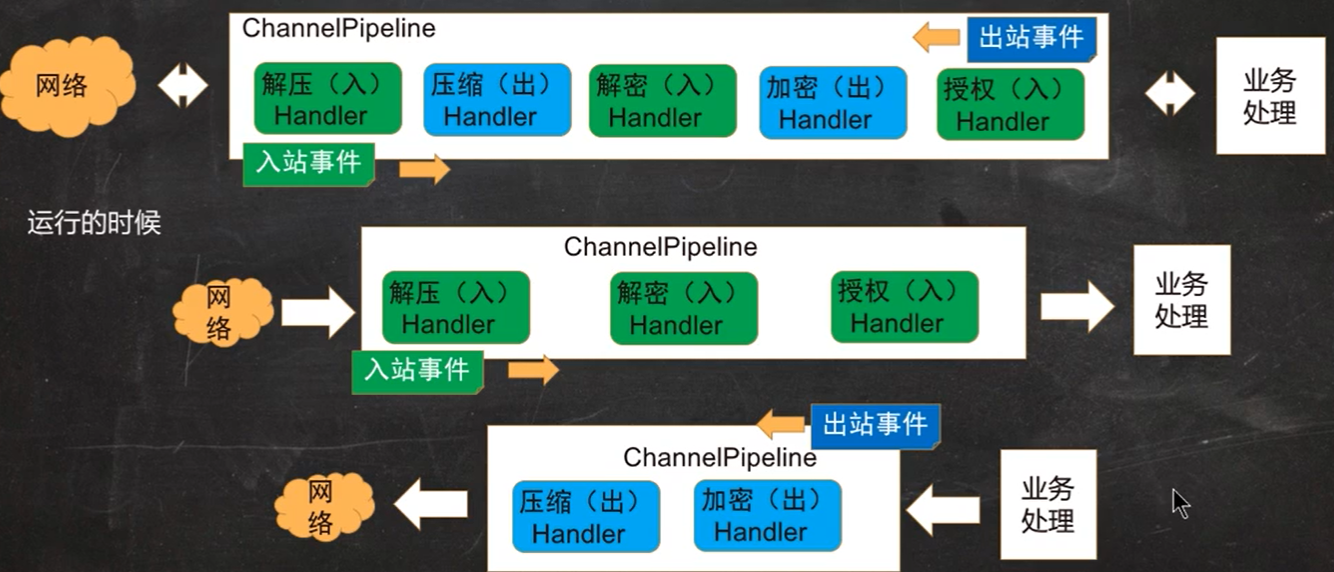 ChannelPipeline
出站事件
网络
解压（入）
Handler
压缩（出）
Handler
解密（入）
Handler
加密（出）
Handler
授权（入）
Handler
业务
处理
入站事件
运行的时候
ChannelPipeline
网
络
解压（入）
Handler
解密（入）
Handler
授权（入）
Handler
业务
处理
入站事件
出站事件
ChannelPipeline
网
络
压缩（出）
Handler
加密（出）
Handler
业务
处理